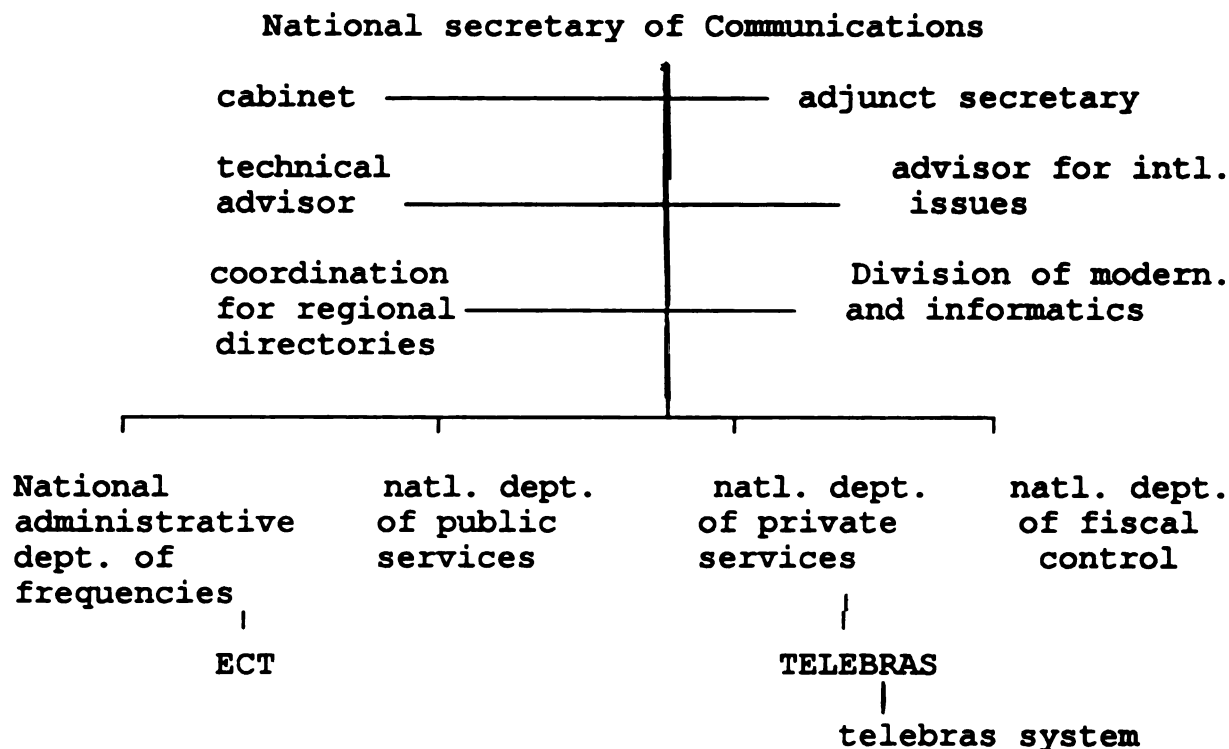 National secretary of Communications
cabinet
adjunct secretary
technical
advisor
advisor for intl.
issues
coordination
for regional
directories
Division of modern.
and informatics
National
administrative
dept. of
frequencies
natl. dept.
of public
services
natl. dept.
of private
services
natl. dept.
of fiscal
control
ECT
TELEBRAS
telebras system